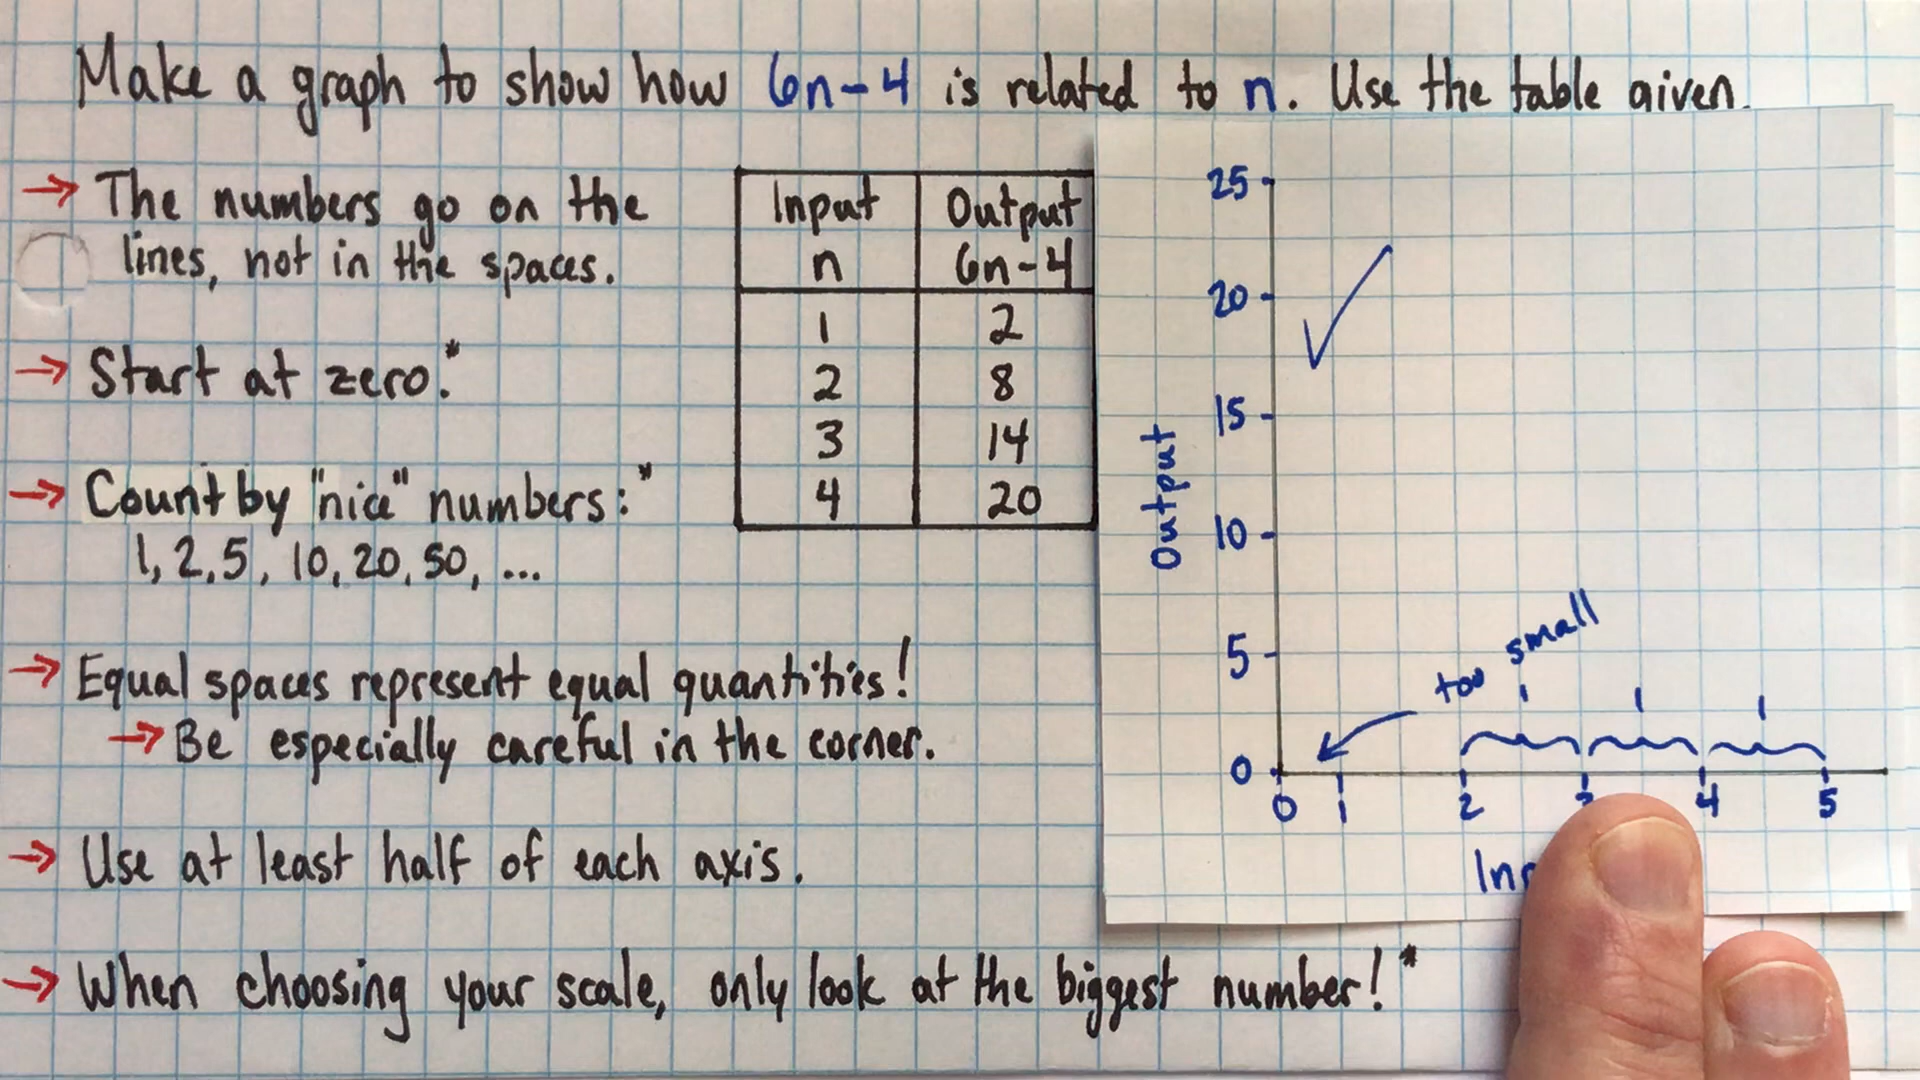 Make a graph to show how 6n-4 is related to n. Use the table given.
→ The numbers go on the
lines, not in the spaces.
→ Start at zero.*
→ Count by "nice" numbers:*
1, 2, 5, 10, 20, 50, ...
→ Equal spaces represent equal quantities!
→ Be especially careful in the corner.
→ Use at least half of each axis.
→ When choosing your scale, only look at the biggest number!*
Input Output
n 6n-4
1 2
2 8
3 14
4 20
25
20
15
Output
10
5
too small
1 1 1
0
0 1 2 4 5